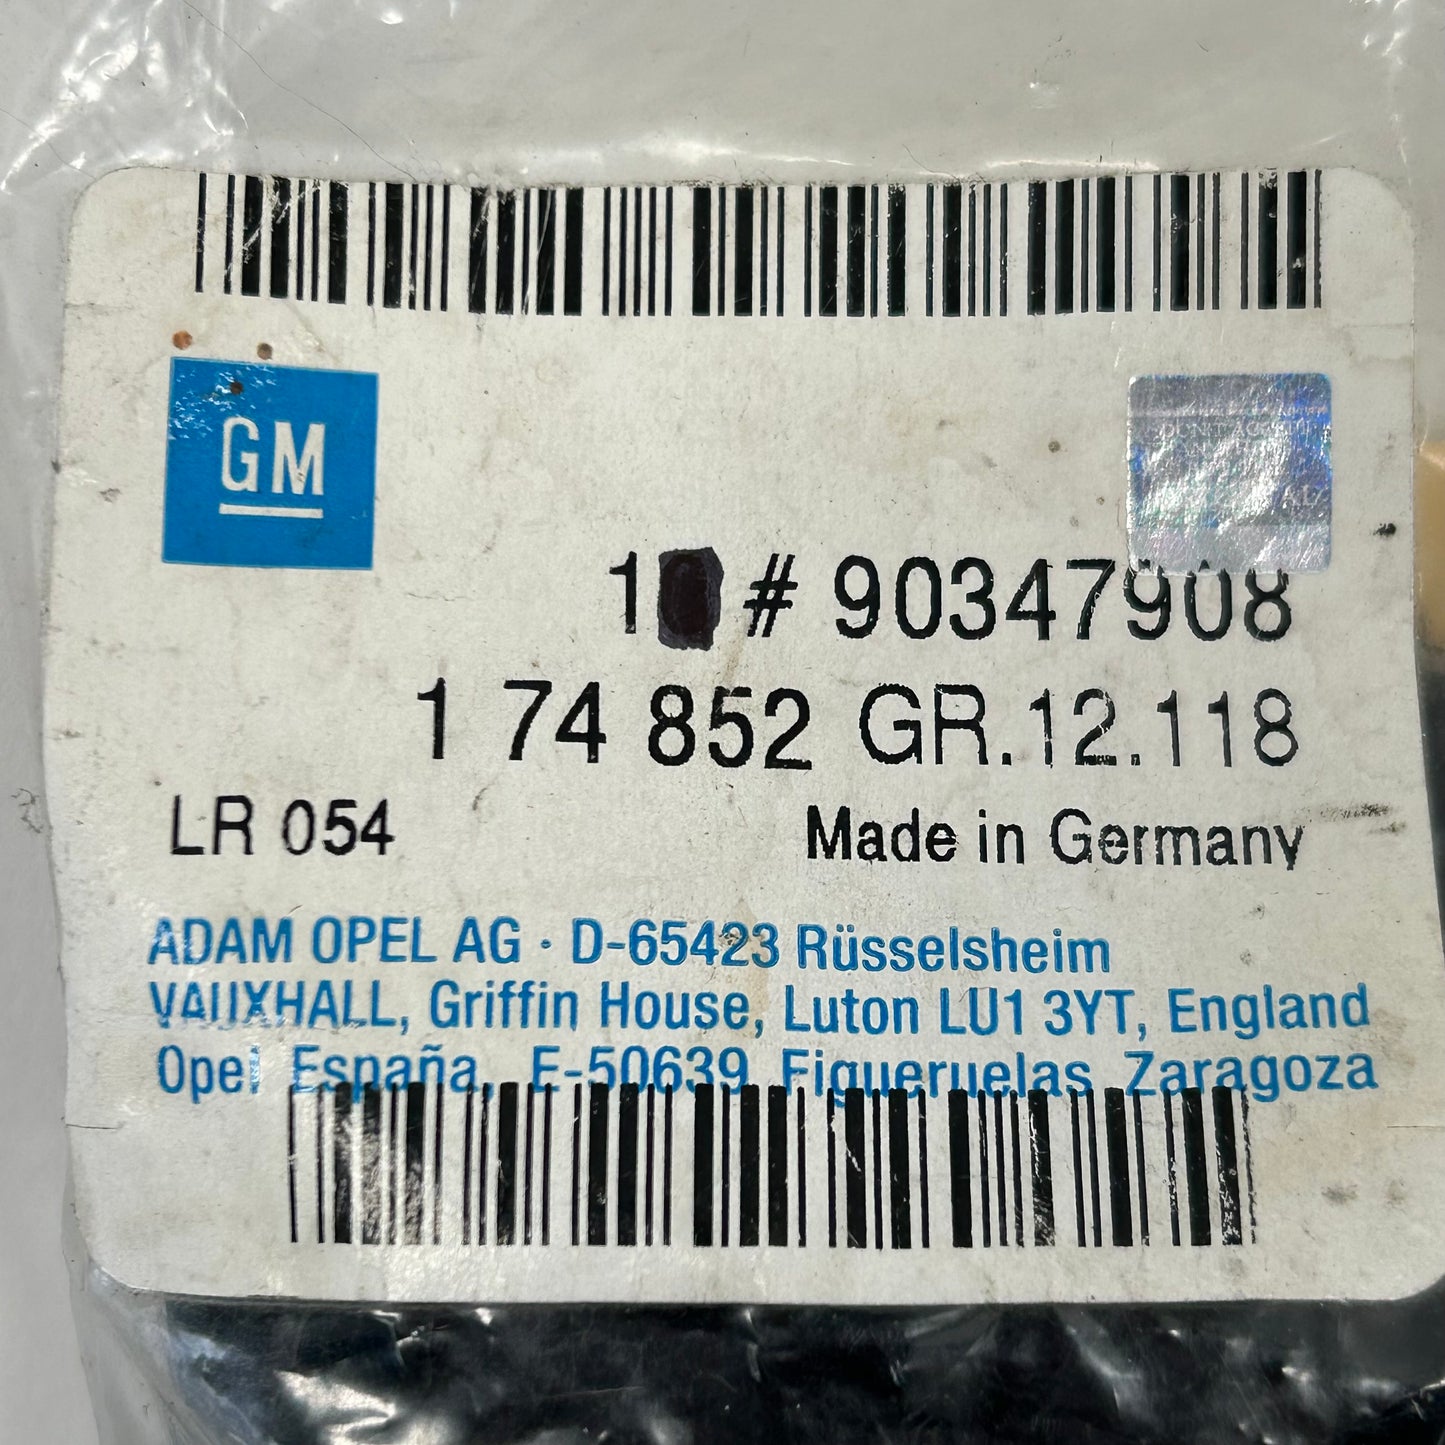 GM
1 # 90347908
1 74 852 GR.12.118
LR 054 Made in Germany
ADAM OPEL AG · D-65423 Rüsselsheim
VAUXHALL, Griffin House, Luton LU1 3YT, England
Opel España, E-50639 Figueruelas Zaragoza